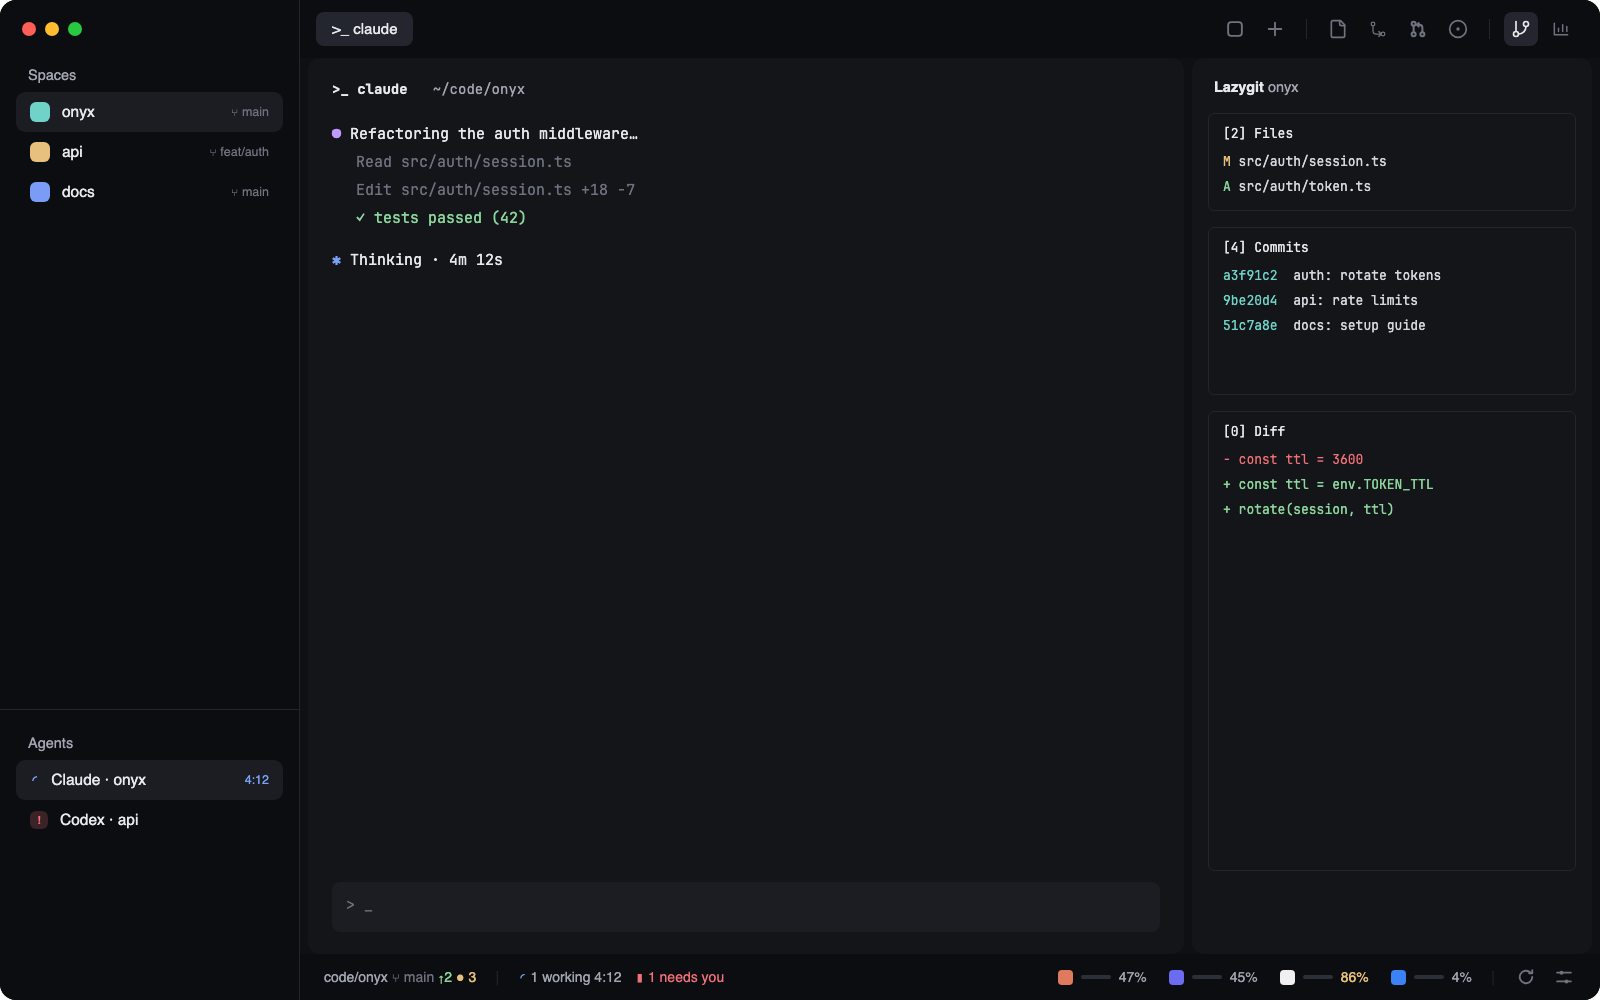 >_ claude
Spaces
onyx
main
api
feat/auth
docs
main
>_ claude ~/code/onyx
Refactoring the auth middleware…
Read src/auth/session.ts
Edit src/auth/session.ts +18 -7
✓ tests passed (42)
✱ Thinking · 4m 12s
> _
Lazygit onyx
[2] Files
M src/auth/session.ts
A src/auth/token.ts
[4] Commits
a3f91c2 auth: rotate tokens
9be20d4 api: rate limits
51c7a8e docs: setup guide
[0] Diff
- const ttl = 3600
+ const ttl = env.TOKEN_TTL
+ rotate(session, ttl)
Agents
Claude · onyx
4:12
! Codex · api
code/onyx main ↑2 ● 3
1 working 4:12
1 needs you
47%
45%
86%
4%